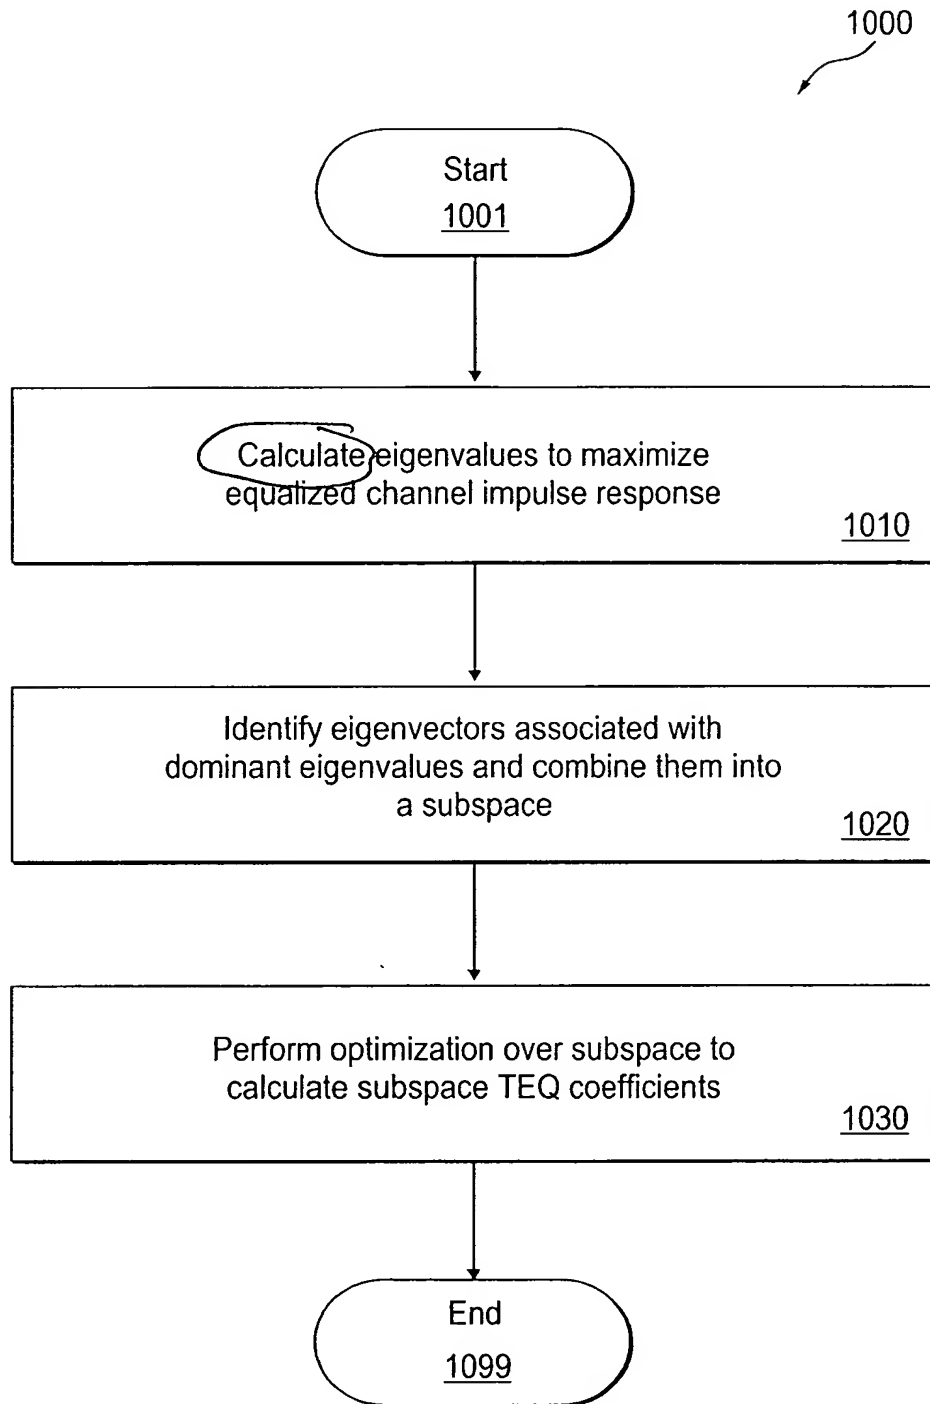 1000
Start
1001
Calculate eigenvalues to maximize
equalized channel impulse response
1010
Identify eigenvectors associated with
dominant eigenvalues and combine them into
a subspace
1020
Perform optimization over subspace to
calculate subspace TEQ coefficients
1030
End
1099